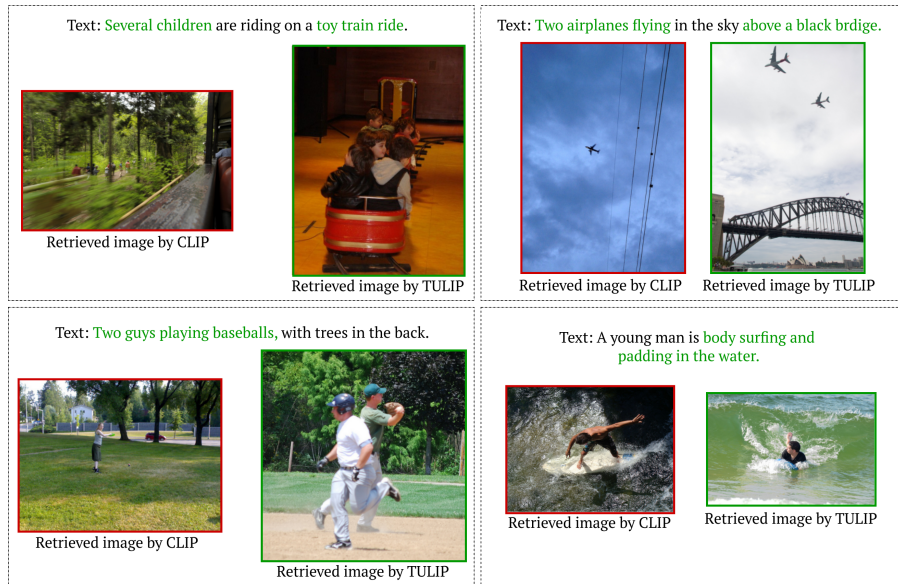 Text: Several children are riding on a toy train ride.
Retrieved image by CLIP
Retrieved image by TULIP
Text: Two airplanes flying in the sky above a black brdige.
Retrieved image by CLIP
Retrieved image by TULIP
Text: Two guys playing baseballs, with trees in the back.
Retrieved image by CLIP
Retrieved image by TULIP
Text: A young man is body surfing and
padding in the water.
Retrieved image by CLIP
Retrieved image by TULIP